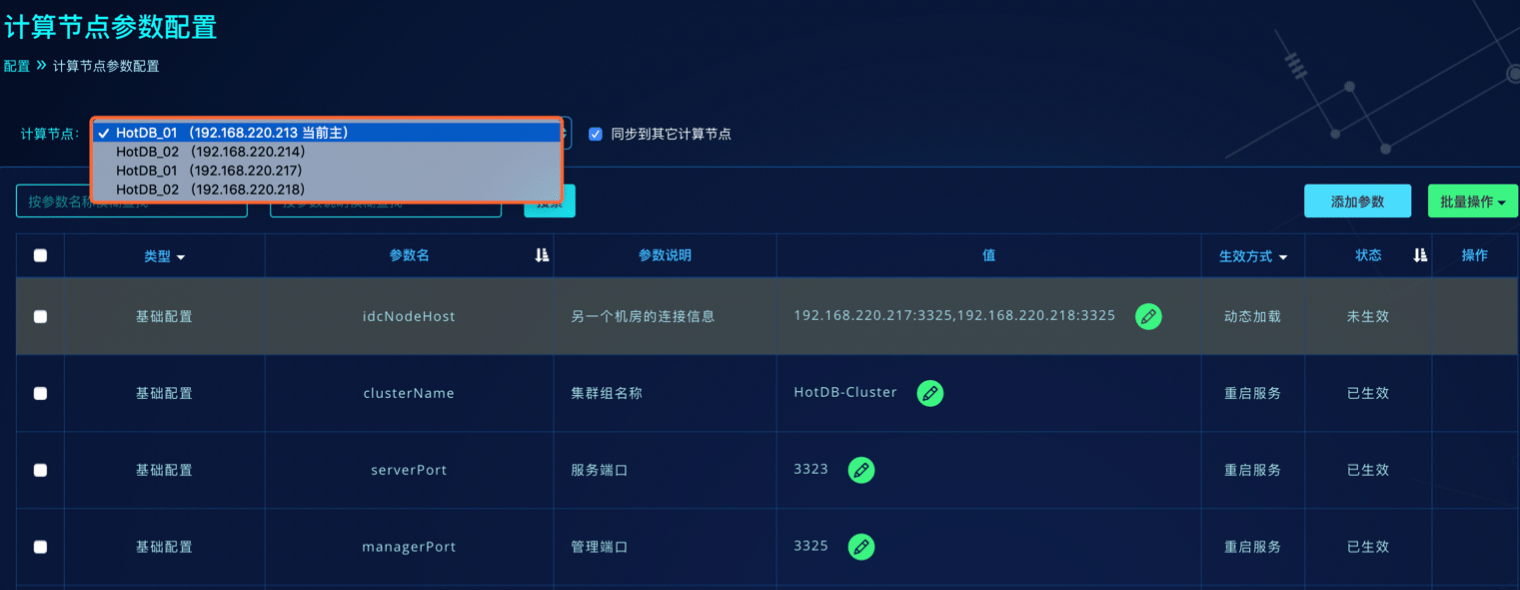 计算节点参数配置
配置 » 计算节点参数配置
计算节点:
✓ HotDB_01 (192.168.220.213 当前主)
HotDB_02 (192.168.220.214)
HotDB_01 (192.168.220.217)
HotDB_02 (192.168.220.218)
同步到其它计算节点
按参数名称
添加参数
批量操作
类型 参数名 参数说明 值 生效方式 状态 操作
基础配置 idcNodeHost 另一个机房的连接信息 192.168.220.217:3325,192.168.220.218:3325 动态加载 未生效
基础配置 clusterName 集群组名称 HotDB-Cluster 重启服务 已生效
基础配置 serverPort 服务端口 3323 重启服务 已生效
基础配置 managerPort 管理端口 3325 重启服务 已生效